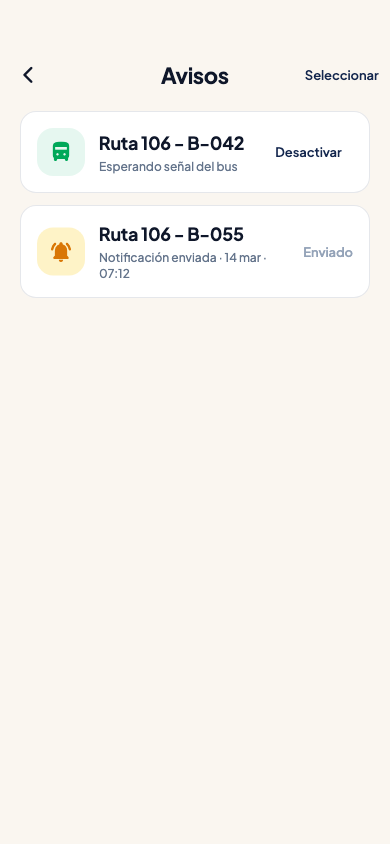 Avisos
Seleccionar
Ruta 106 - B-042
Esperando señal del bus
Desactivar
Ruta 106 - B-055
Notificación enviada · 14 mar ·
07:12
Enviado